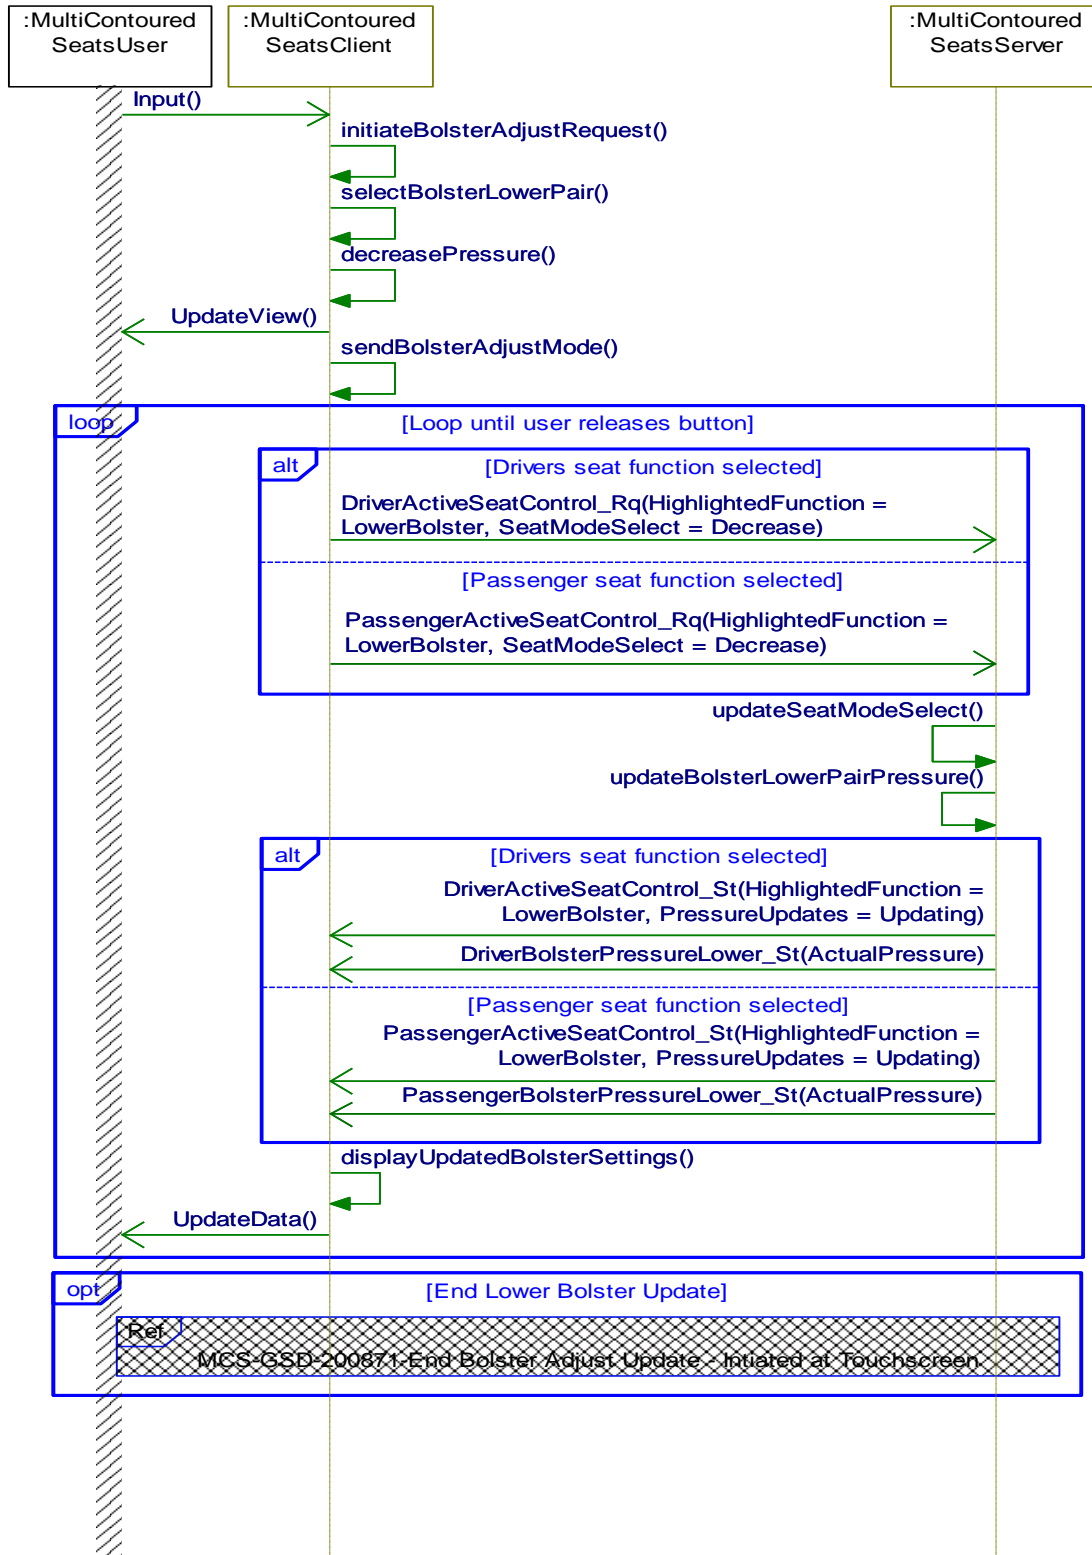 :MultiContoured
SeatsUser
:MultiContoured
SeatsClient
:MultiContoured
SeatsServer
Input()
initiateBolsterAdjustRequest()
selectBolsterLowerPair()
decreasePressure()
UpdateView()
sendBolsterAdjustMode()
loop
[Loop until user releases button]
alt
[Drivers seat function selected]
DriverActiveSeatControl_Rq(HighlightedFunction =
LowerBolster, SeatModeSelect = Decrease)
[Passenger seat function selected]
PassengerActiveSeatControl_Rq(HighlightedFunction =
LowerBolster, SeatModeSelect = Decrease)
updateSeatModeSelect()
updateBolsterLowerPairPressure()
alt
[Drivers seat function selected]
DriverActiveSeatControl_St(HighlightedFunction =
LowerBolster, PressureUpdates = Updating)
DriverBolsterPressureLower_St(ActualPressure)
[Passenger seat function selected]
PassengerActiveSeatControl_St(HighlightedFunction =
LowerBolster, PressureUpdates = Updating)
PassengerBolsterPressureLower_St(ActualPressure)
displayUpdatedBolsterSettings()
UpdateData()
opt
[End Lower Bolster Update]
Ref
MCS-GSD-200871-End Bolster Adjust Update - Intiated at Touchscreen